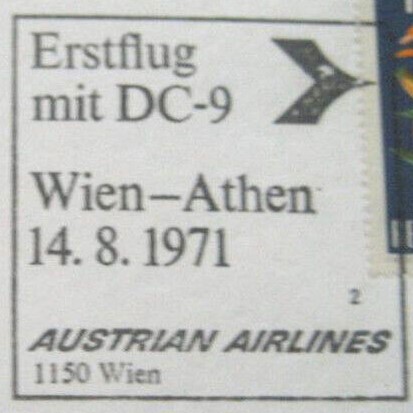 Erstflug
mit DC-9
Wien–Athen
14. 8. 1971
2
AUSTRIAN AIRLINES
1150 Wien